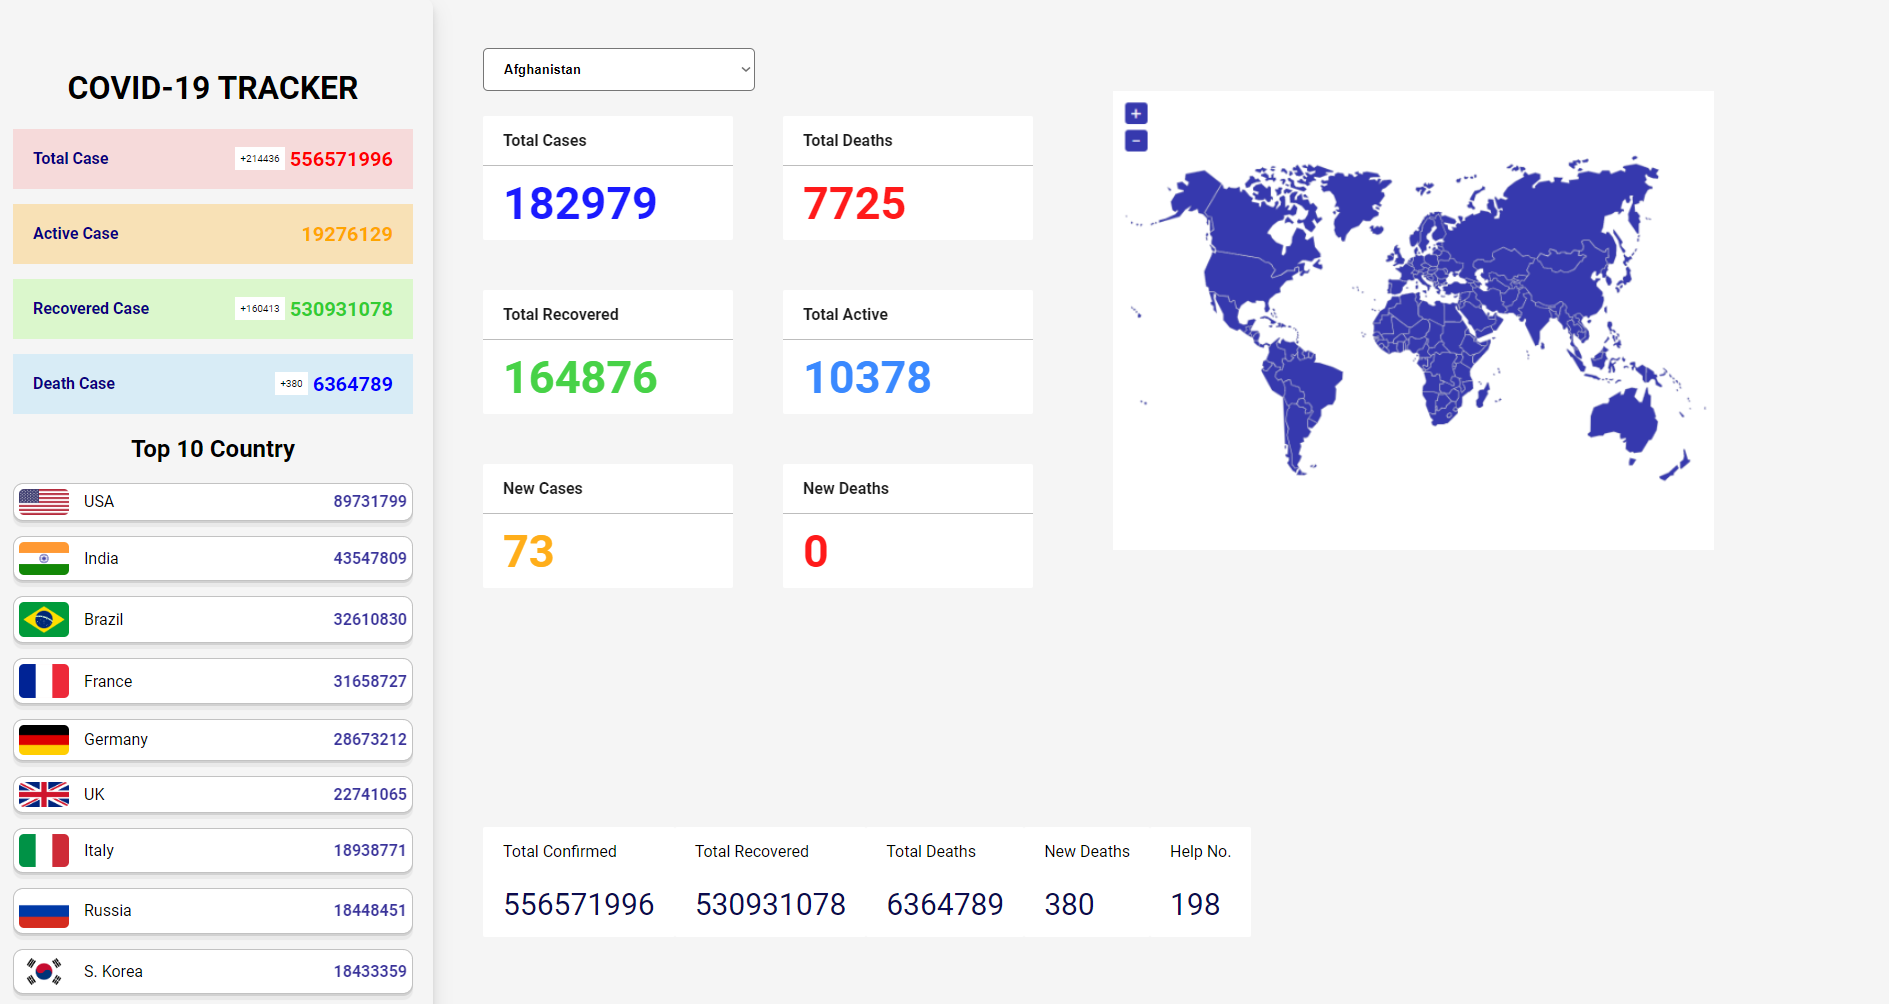 COVID-19 TRACKER
Total Case +214436 556571996
Active Case 19276129
Recovered Case +160413 530931078
Death Case +380 6364789
Top 10 Country
USA 89731799
India 43547809
Brazil 32610830
France 31658727
Germany 28673212
UK 22741065
Italy 18938771
Russia 18448451
S. Korea 18433359
Afghanistan
Total Cases
182979
Total Deaths
7725
Total Recovered
164876
Total Active
10378
New Cases
73
New Deaths
0
+
−
Total Confirmed Total Recovered Total Deaths New Deaths Help No.
556571996 530931078 6364789 380 198